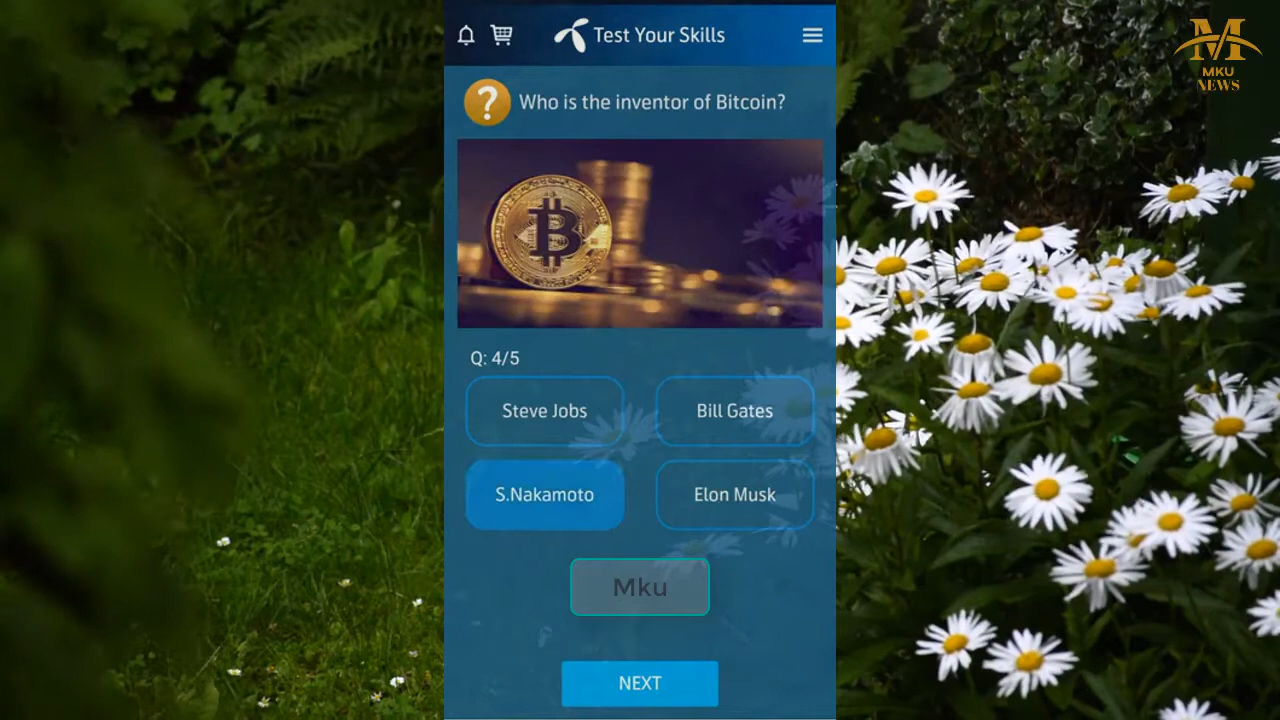 Test Your Skills
Who is the inventor of Bitcoin?
Q: 4/5
Steve Jobs
Bill Gates
S.Nakamoto
Elon Musk
Mku
NEXT
MKU
NEWS